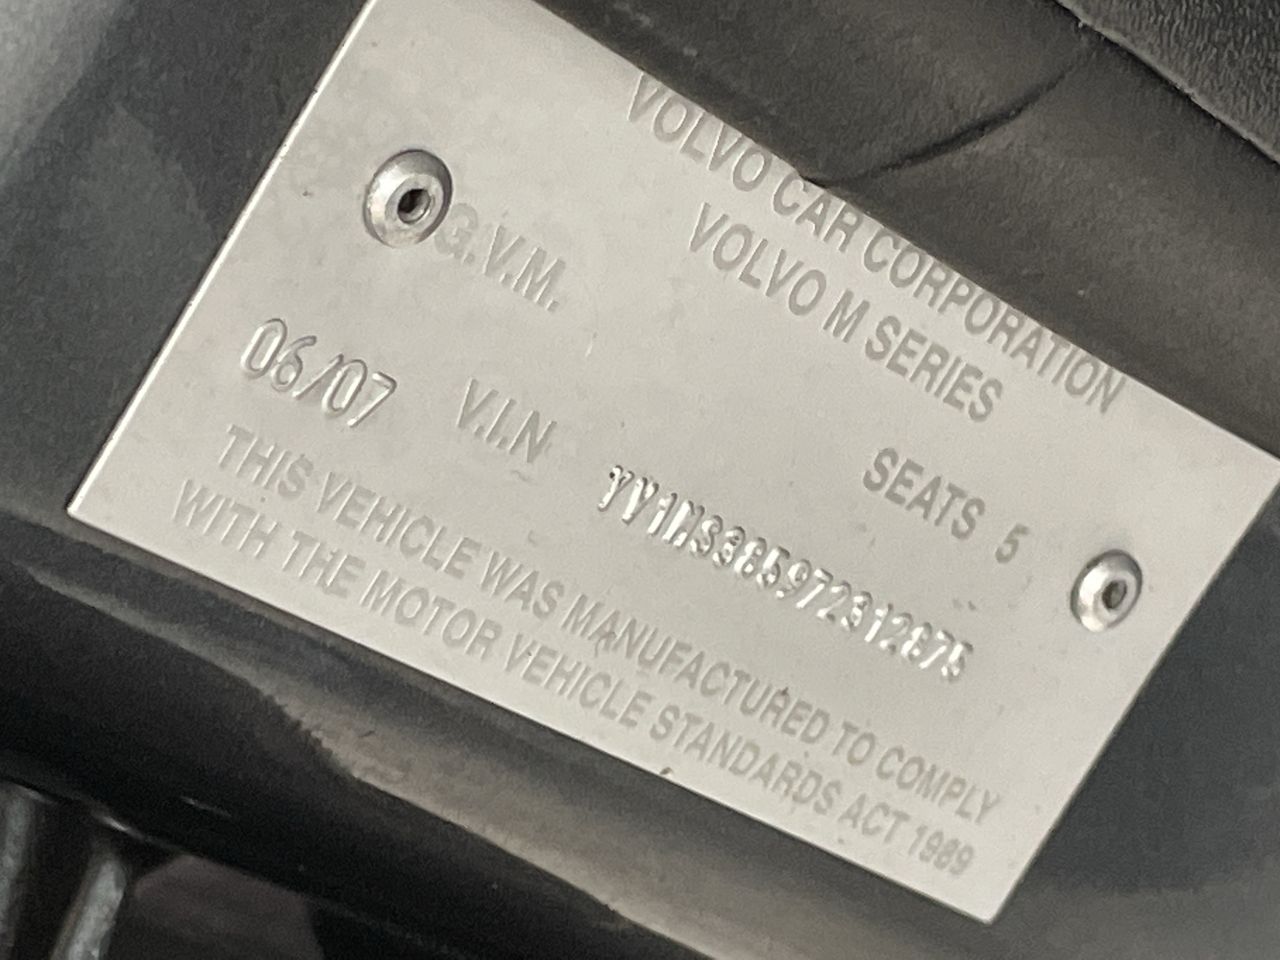 VOLVO CAR CORPORATION
VOLVO M SERIES
G.V.M. SEATS 5
06/07 V.I.N YV1MS385972312875
THIS VEHICLE WAS MANUFACTURED TO COMPLY
WITH THE MOTOR VEHICLE STANDARDS ACT 1989